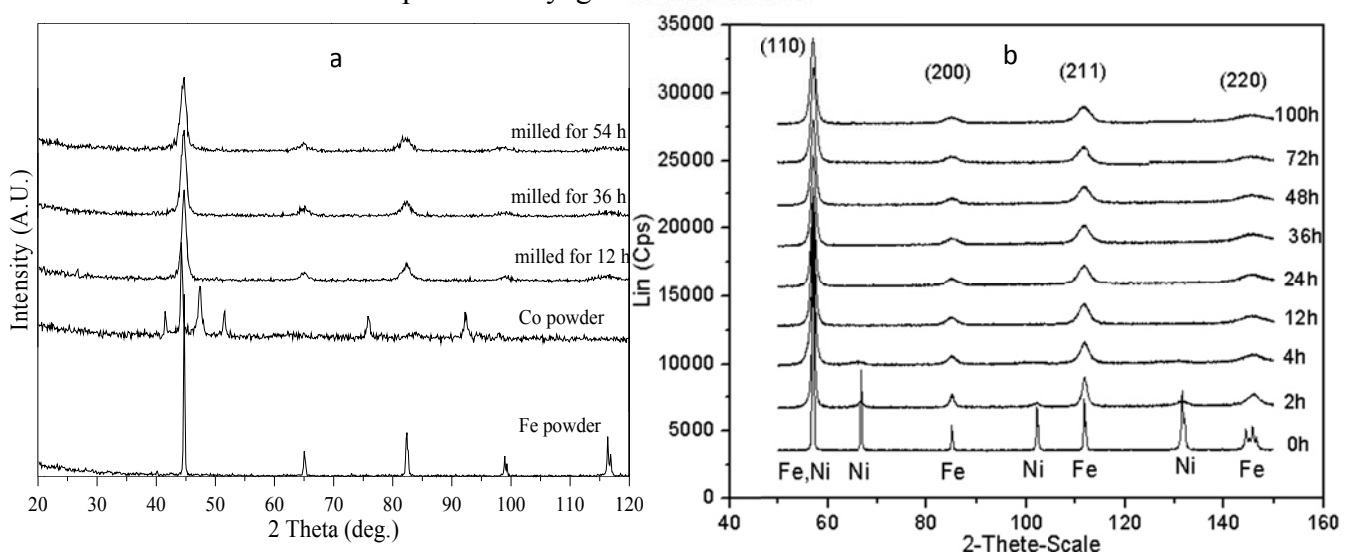 a
milled for 54 h
milled for 36 h
milled for 12 h
Co powder
Fe powder
Intensity (A.U.)
20 30 40 50 60 70 80 90 100 110 120
2 Theta (deg.)
b
(110)
(200)
(211)
(220)
100h
72h
48h
36h
24h
12h
4h
2h
0h
Fe,Ni Ni Fe Ni Fe Ni Fe
35000
30000
25000
20000
15000
10000
5000
0
Lin (Cps)
40 60 80 100 120 140 160
2-Thete-Scale